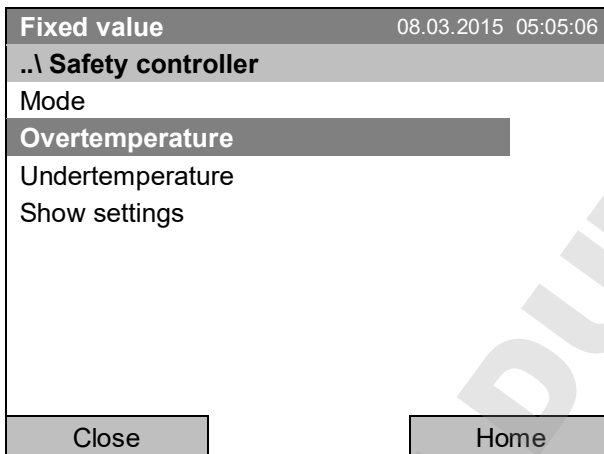 Fixed value 08.03.2015 05:05:06
..\ Safety controller
Mode
Overtemperature
Undertemperature
Show settings
Close Home